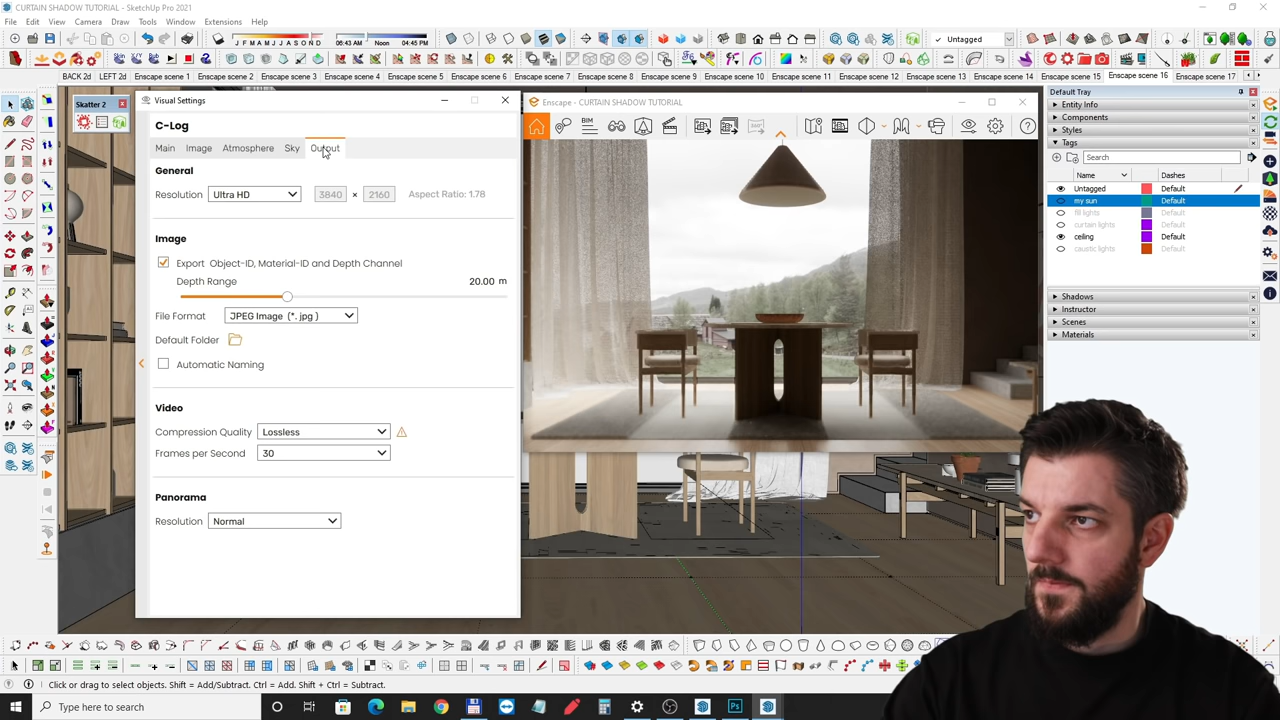 CURTAIN SHADOW TUTORIAL - SketchUp Pro 2021
File Edit View Camera Draw Tools Window Extensions Help
J F M A M J J A S O N D 06:43 AM Noon 04:45 PM
Untagged
BACK 2d LEFT 2d Enscape scene 1 Enscape scene 2 Enscape scene 3 Enscape scene 4 Enscape scene 5 Enscape scene 6 Enscape scene 7 Enscape scene 8 Enscape scene 9 Enscape scene 10 Enscape scene 11 Enscape scene 12 Enscape scene 13 Enscape scene 14 Enscape scene 15 Enscape scene 16 Enscape scene 17
Skatter 2
Visual Settings
C-Log
Main Image Atmosphere Sky Output
General
Resolution Ultra HD 3840 × 2160 Aspect Ratio: 1.78
Image
Export Object-ID, Material-ID and Depth Channel
Depth Range 20.00 m
File Format JPEG Image (*. jpg )
Default Folder
Automatic Naming
Video
Compression Quality Lossless
Frames per Second 30
Panorama
Resolution Normal
Enscape - CURTAIN SHADOW TUTORIAL
BIM
Default Tray
Entity Info
Components
Styles
Tags
Search
Name Dashes
Untagged Default
my sun Default
fill lights Default
curtain lights Default
ceiling Default
caustic lights Default
Shadows
Instructor
Scenes
Materials
Click or drag to select objects. Shift = Add/Subtract. Ctrl = Add. Shift + Ctrl = Subtract.
Type here to search
Ps